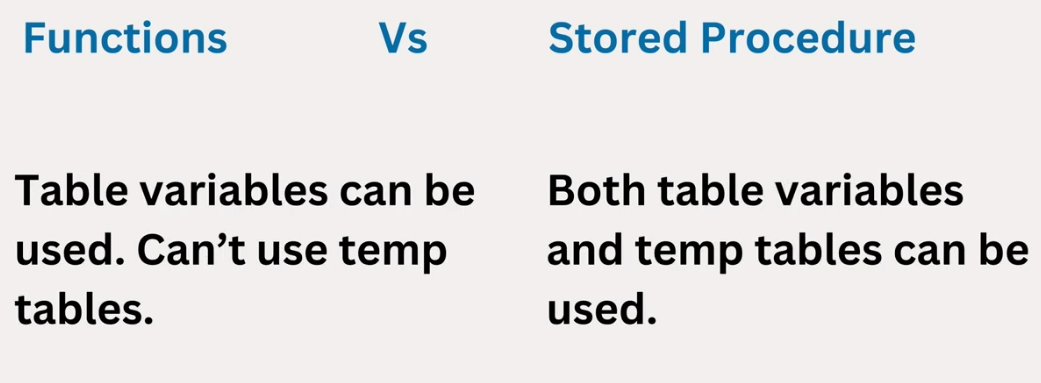 Functions Vs Stored Procedure
Table variables can be
used. Can’t use temp
tables.
Both table variables
and temp tables can be
used.